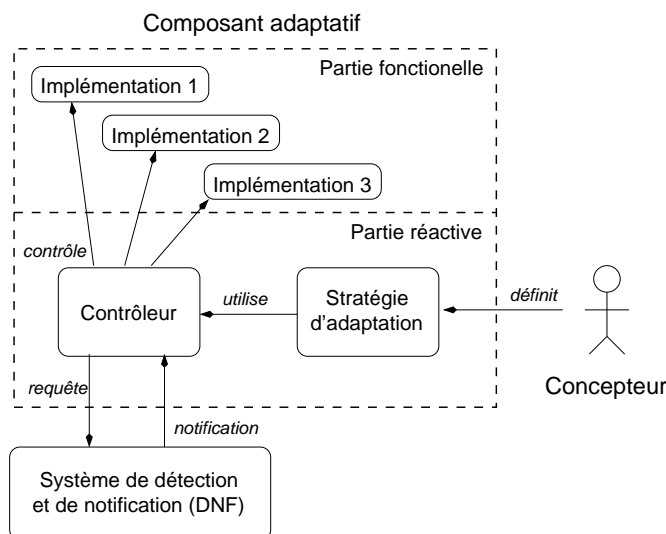 Composant adaptatif
Partie fonctionelle
Implémentation 1
Implémentation 2
Implémentation 3
Partie réactive
contrôle
Contrôleur
utilise
Stratégie
d'adaptation
définit
Concepteur
requête
notification
Système de détection
et de notification (DNF)